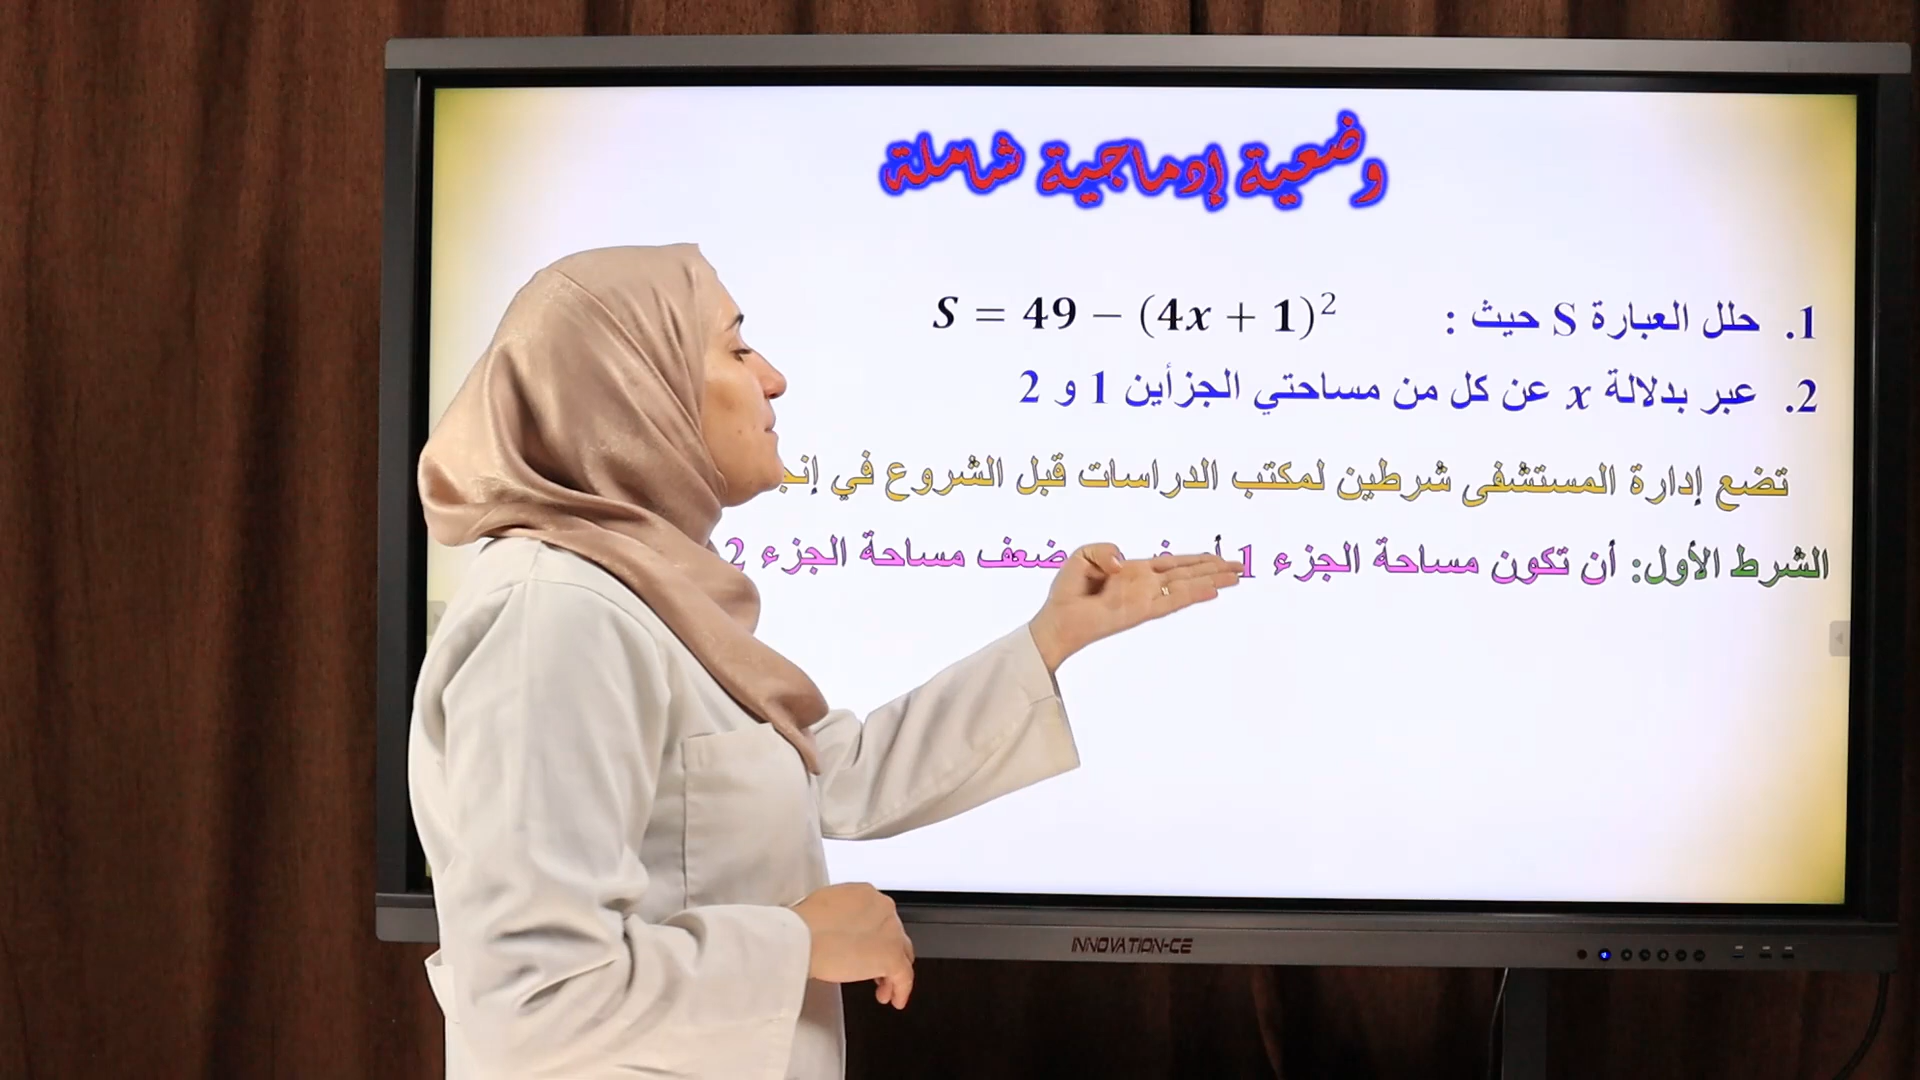 وضعية إدماجية شاملة
1. حلل العبارة S حيث : S = 49 − (4x + 1)²
2. عبر بدلالة x عن كل من مساحتي الجزأين 1 و 2
تضع إدارة المستشفى شرطين لمكتب الدراسات قبل الشروع في
الشرط الأول: أن تكون مساحة الجزء 1 ضعف مساحة الجزء 2
INNOVATION-CE